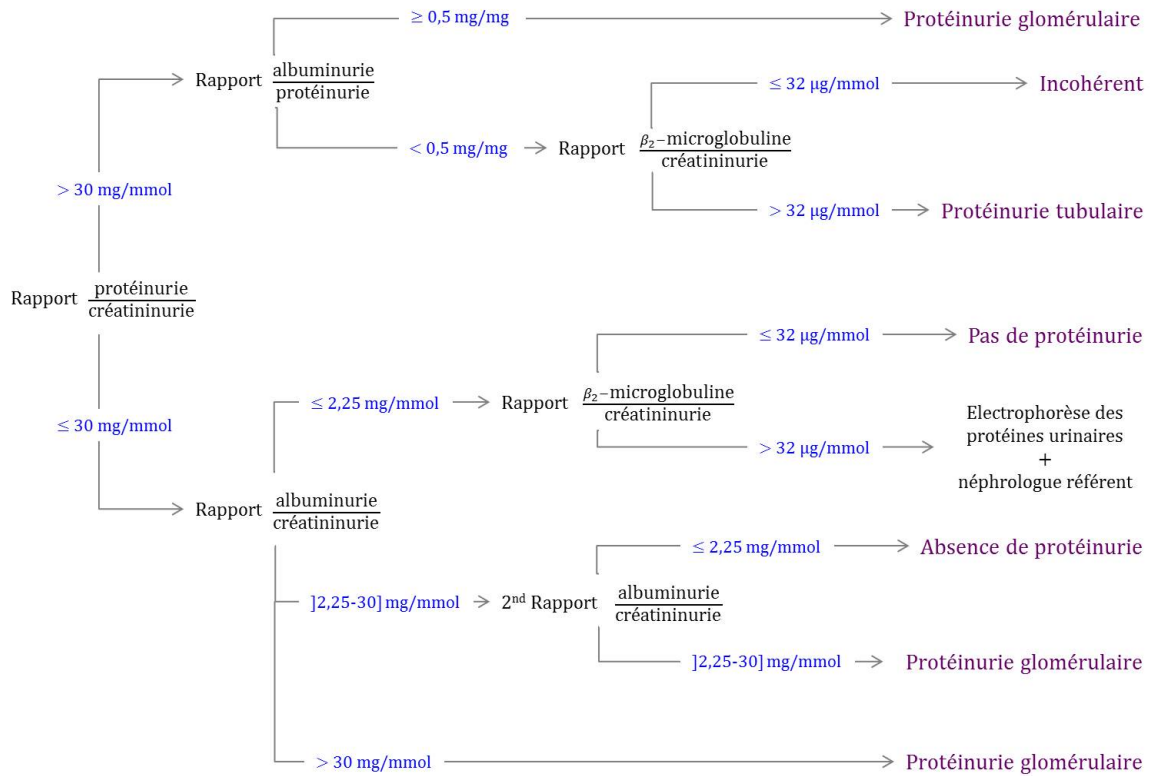 ≥ 0,5 mg/mg
Protéinurie glomérulaire
Rapport albuminurie
protéinurie
≤ 32 µg/mmol
Incohérent
< 0,5 mg/mg
Rapport β₂−microglobuline
créatininurie
> 30 mg/mmol
> 32 µg/mmol
Protéinurie tubulaire
Rapport protéinurie
créatininurie
≤ 32 µg/mmol
Pas de protéinurie
≤ 2,25 mg/mmol
Rapport β₂−microglobuline
créatininurie
≤ 30 mg/mmol
> 32 µg/mmol
Electrophorèse des
protéines urinaires
+
néphrologue référent
Rapport albuminurie
créatininurie
≤ 2,25 mg/mmol
Absence de protéinurie
]2,25-30] mg/mmol
2nd Rapport albuminurie
créatininurie
]2,25-30] mg/mmol
Protéinurie glomérulaire
> 30 mg/mmol
Protéinurie glomérulaire